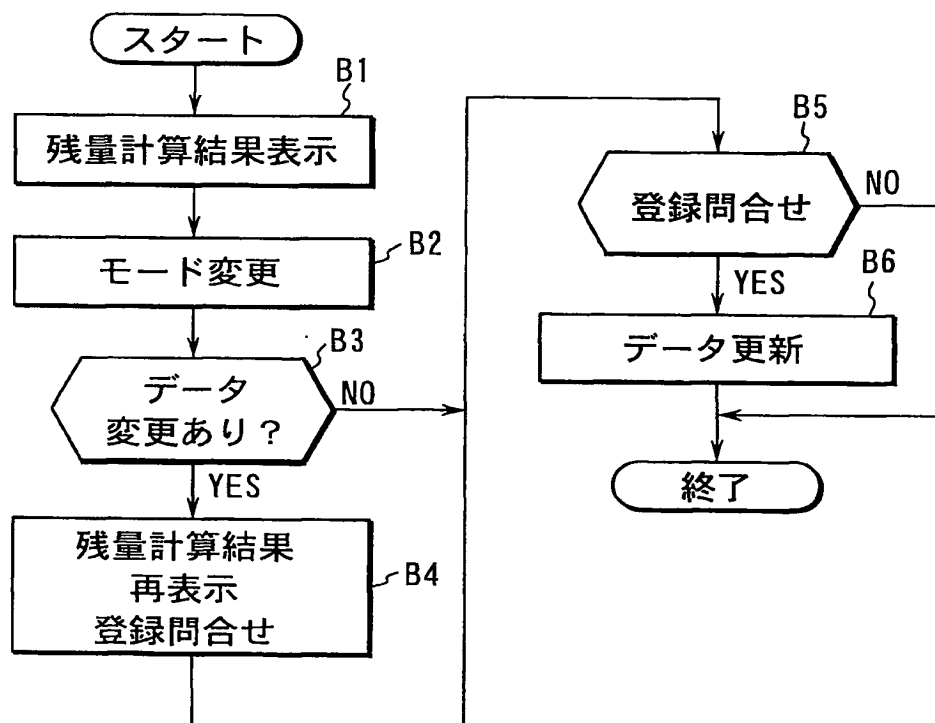 スタート
B1
残量計算結果表示
B2
モード変更
B3
データ
変更あり？
NO
YES
残量計算結果
再表示
登録問合せ
B4
B5
登録問合せ
NO
YES
B6
データ更新
終了